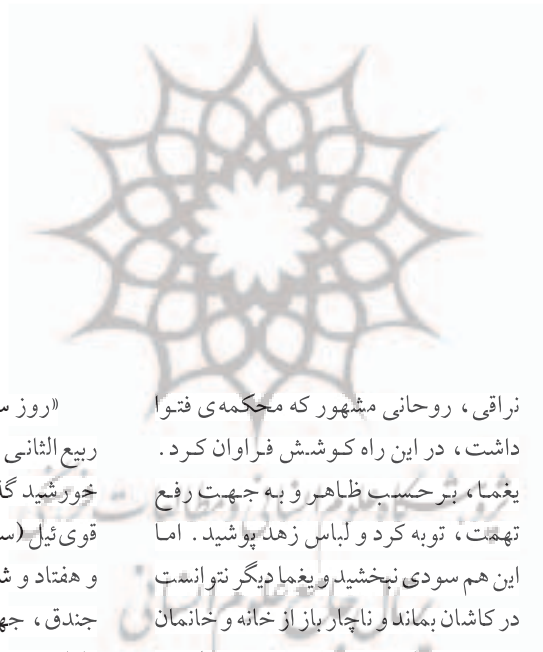 نراقی، روحانی مشهور که محکمه‌ی فتوا
داشت، در این راه کوشش فراوان کرد.
یغما، برحسب ظاهر و به جهت رفع
تهمت، توبه کرد و لباس زهد پوشید. اما
این هم سودی نبخشید و یغما دیگر نتوانست
در کاشان بماند و ناچار باز از خانه و خانمان
«روز
ربیع الثانی
خورشید
قوی‌ئیل
و هفتاد و
جندق،